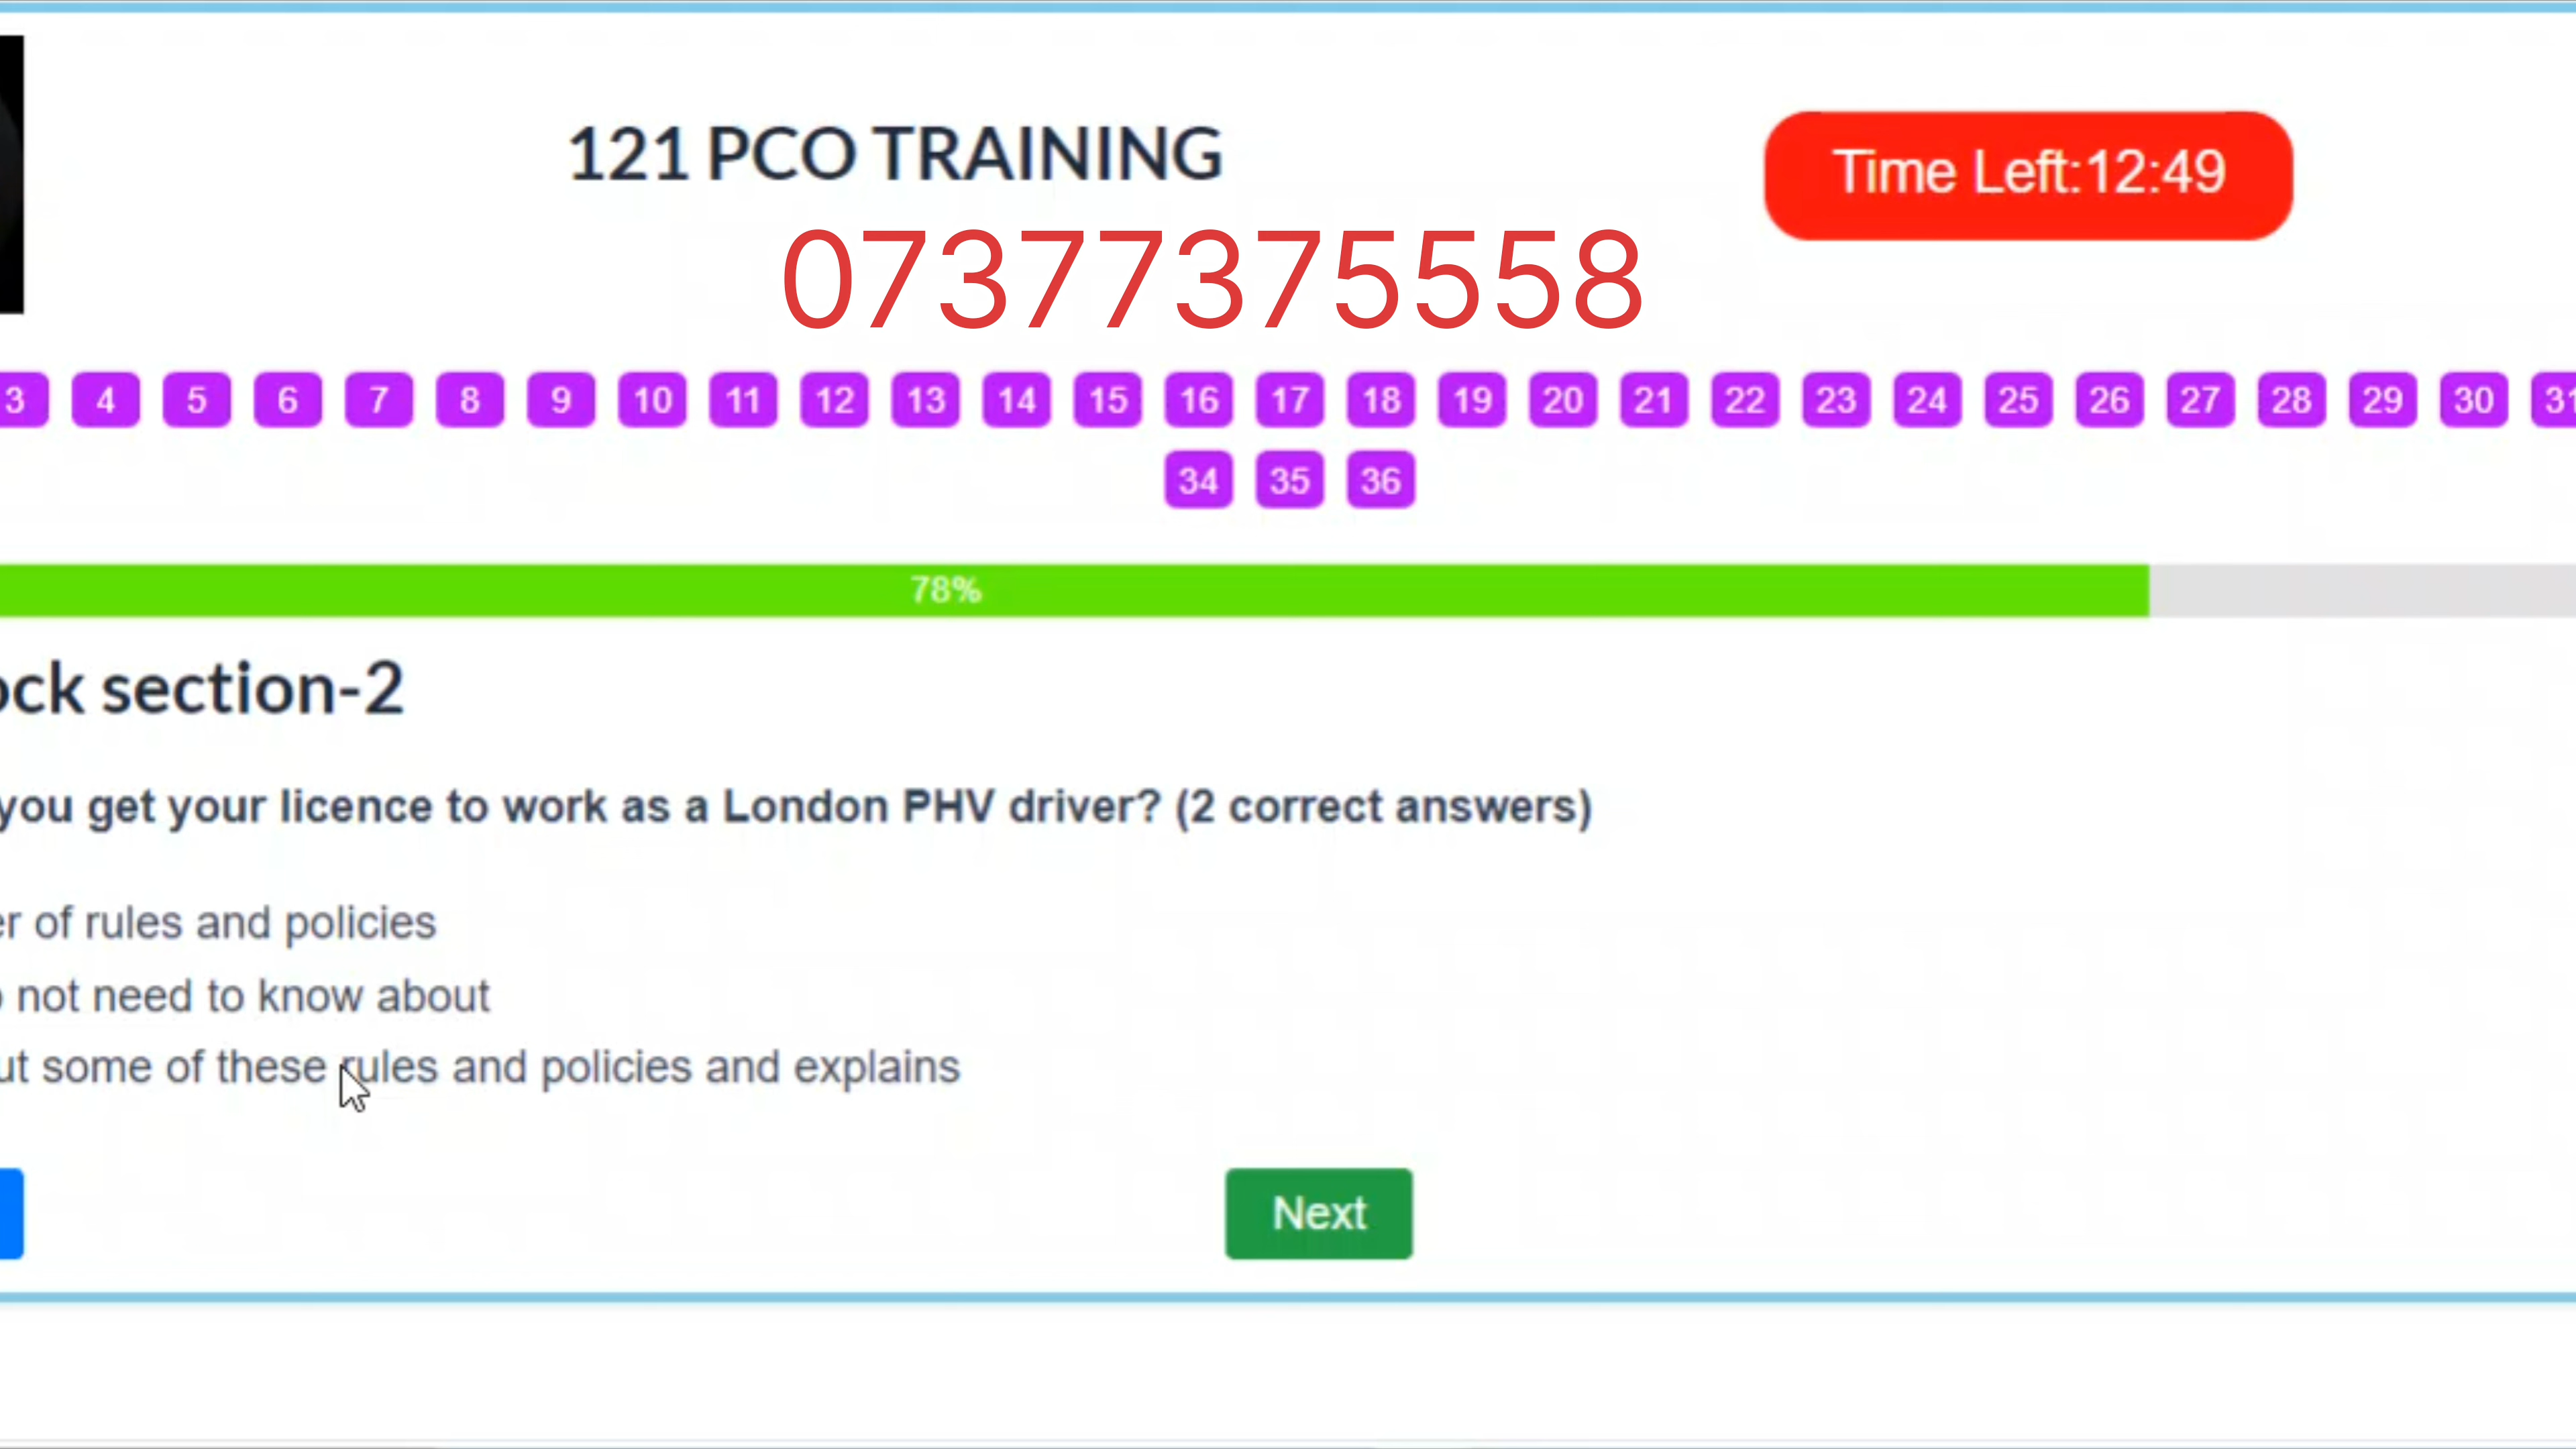 121 PCO TRAINING
Time Left:12:49
07377375558
3 4 5 6 7 8 9 10 11 12 13 14 15 16 17 18 19 20 21 22 23 24 25 26 27 28 29 30 31
34 35 36
78%
ock section-2
you get your licence to work as a London PHV driver? (2 correct answers)
er of rules and policies
o not need to know about
ut some of these rules and policies and explains
Next